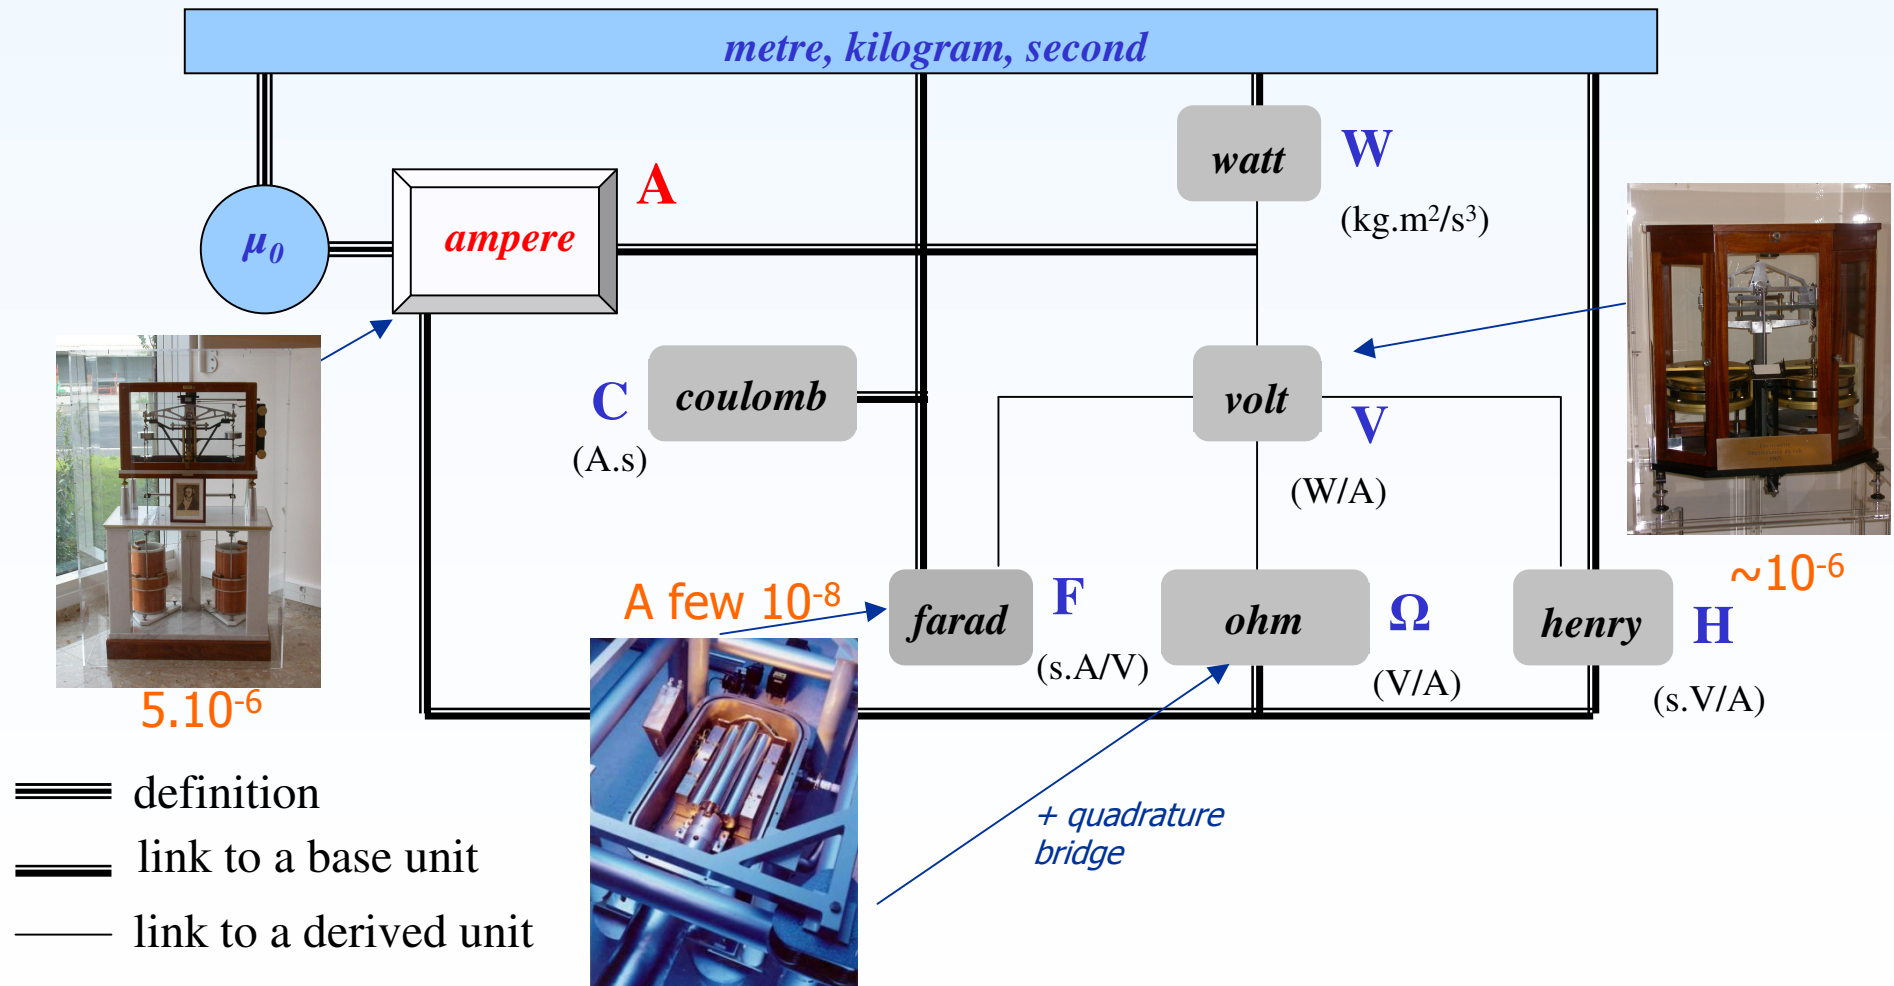 metre, kilogram, second
watt
W
(kg.m²/s³)
A
ampere
μ₀
coulomb
C
(A.s)
volt
V
(W/A)
5.10⁻⁶
A few 10⁻⁸
farad
F
(s.A/V)
ohm
Ω
(V/A)
henry
H
(s.V/A)
~10⁻⁶
+ quadrature
bridge
definition
link to a base unit
link to a derived unit